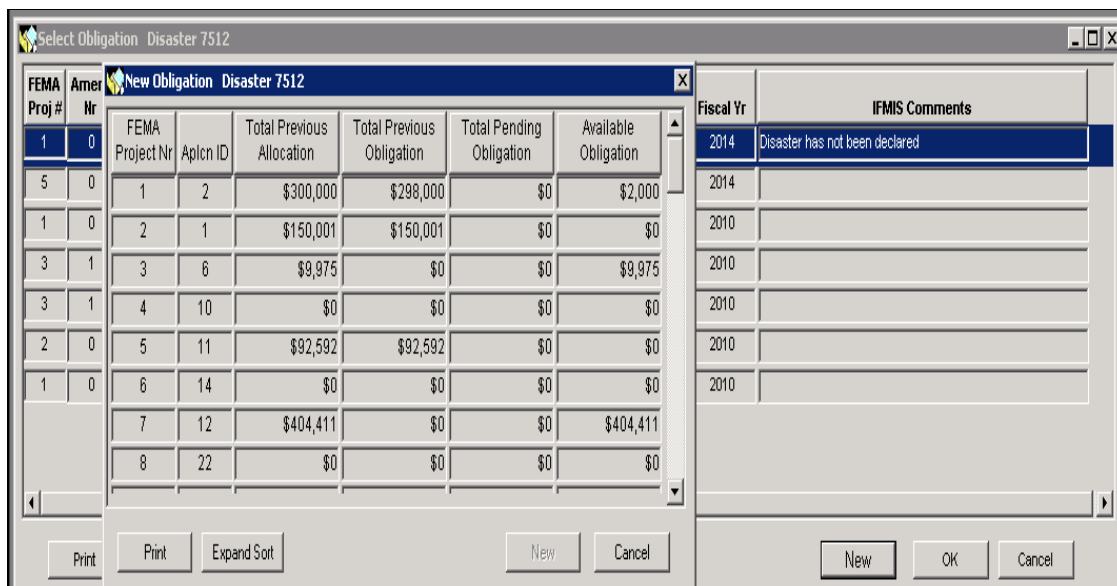 Select Obligation Disaster 7512
FEMA Proj #
Amer Nr
Fiscal Yr
IFMIS Comments
1 0 2014 Disaster has not been declared
5 0 2014
1 0 2010
3 1 2010
3 1 2010
2 0 2010
1 0 2010
Print
New OK Cancel
New Obligation Disaster 7512
FEMA Project Nr
Aplcn ID
Total Previous Allocation
Total Previous Obligation
Total Pending Obligation
Available Obligation
1 2 $300,000 $298,000 $0 $2,000
2 1 $150,001 $150,001 $0 $0
3 6 $9,975 $0 $0 $9,975
4 10 $0 $0 $0 $0
5 11 $92,592 $92,592 $0 $0
6 14 $0 $0 $0 $0
7 12 $404,411 $0 $0 $404,411
8 22 $0 $0 $0 $0
Print Expand Sort New Cancel